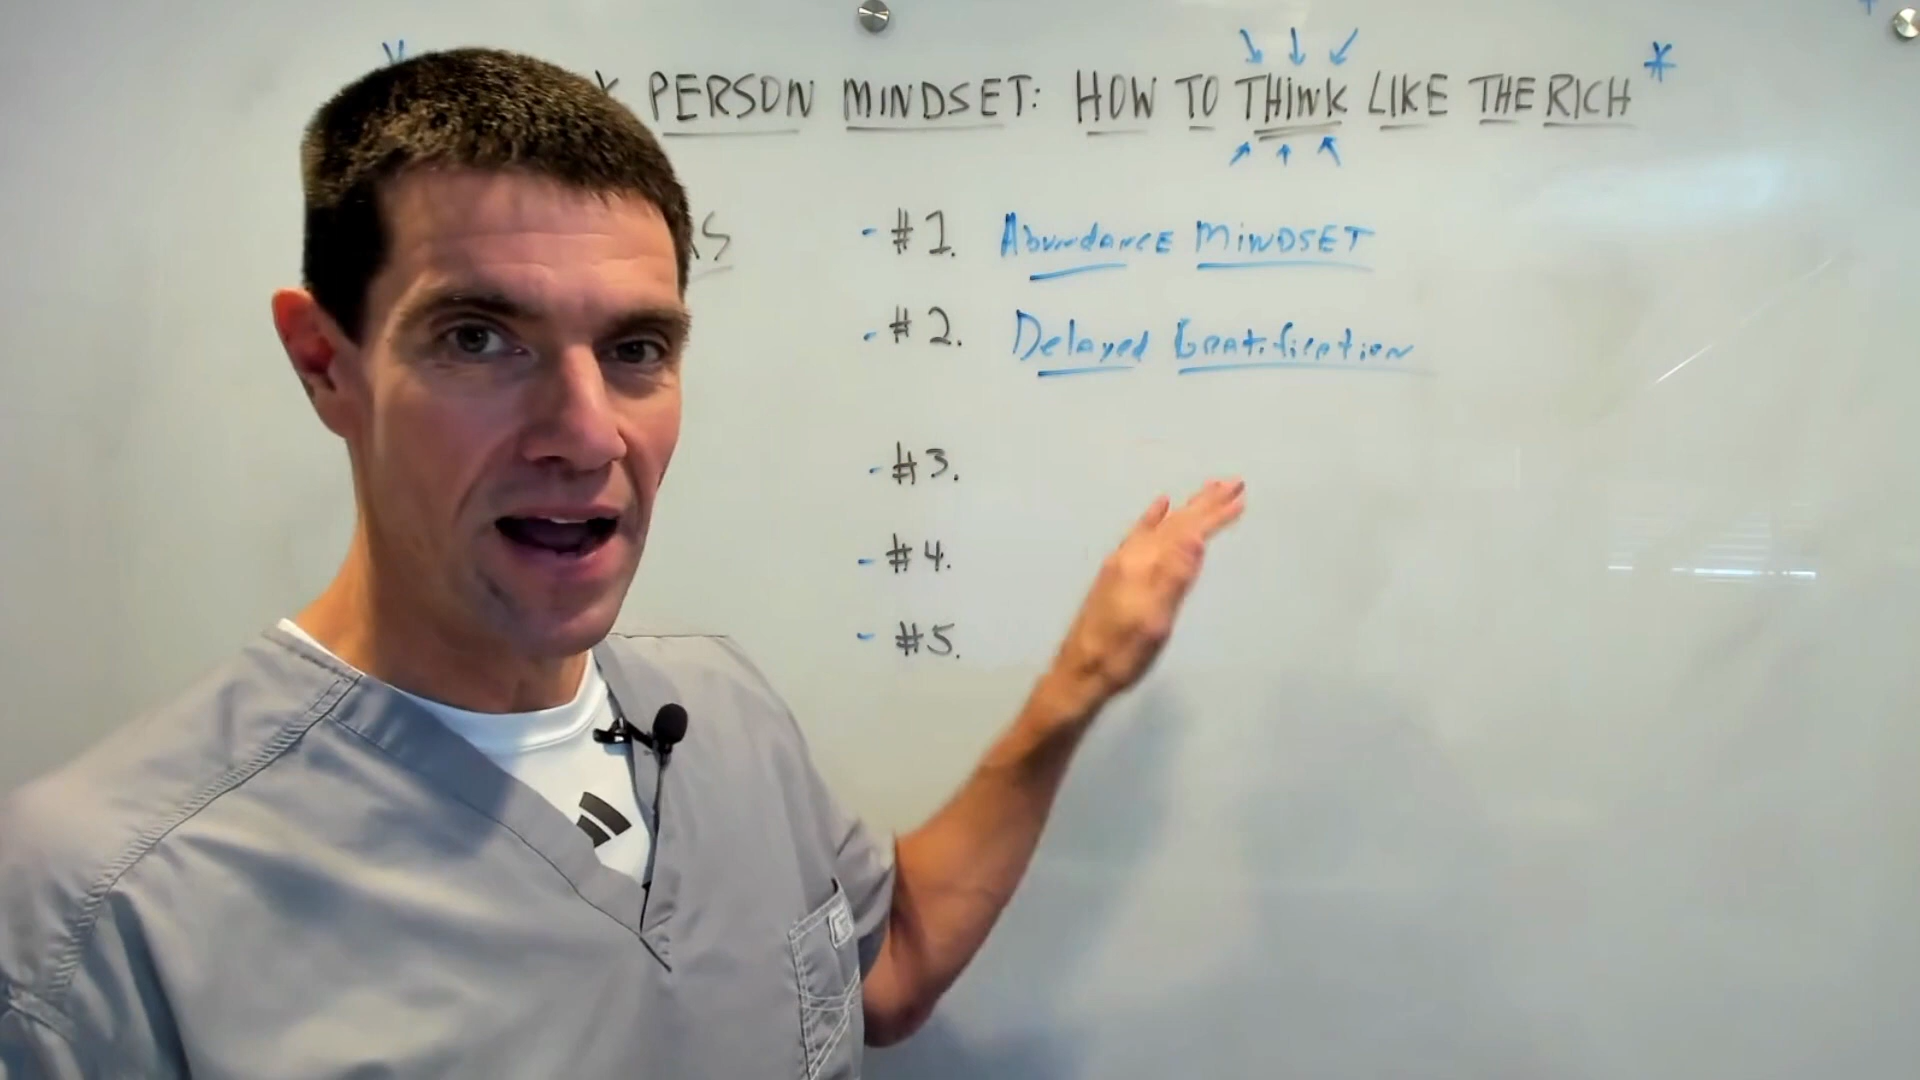 PERSON MINDSET: HOW TO THINK LIKE THE RICH
#1. Abundance MINDSET
#2. Delayed Gratification
#3.
#4.
#5.